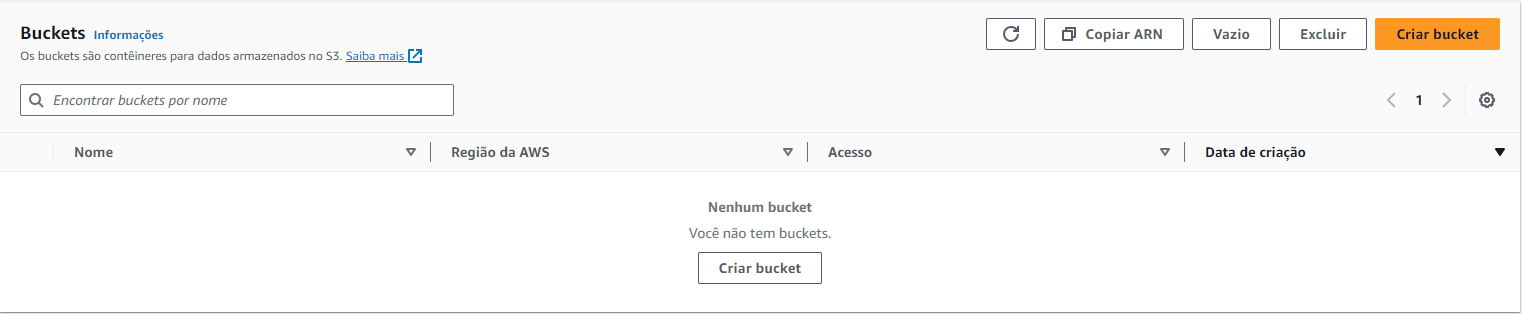 Buckets Informações
Os buckets são contêineres para dados armazenados no S3. Saiba mais
Copiar ARN
Vazio
Excluir
Criar bucket
Encontrar buckets por nome
1
Nome
Região da AWS
Acesso
Data de criação
Nenhum bucket
Você não tem buckets.
Criar bucket